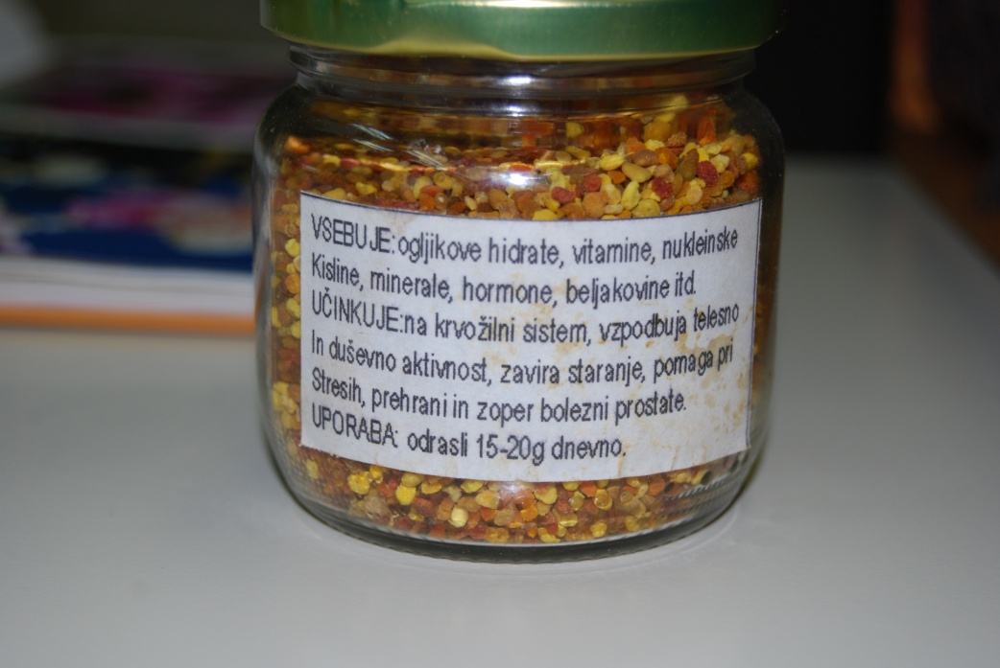 VSEBUJE: ogljikove hidrate, vitamine, nukleinske
Kisline, minerale, hormone, beljakovine itd.
UČINKUJE:na krvožilni sistem, vzpodbuja telesno
In duševno aktivnost, zavira staranje, pomaga pri
Stresih, prehrani in zoper bolezni prostate.
UPORABA: odrasli 15-20g dnevno.